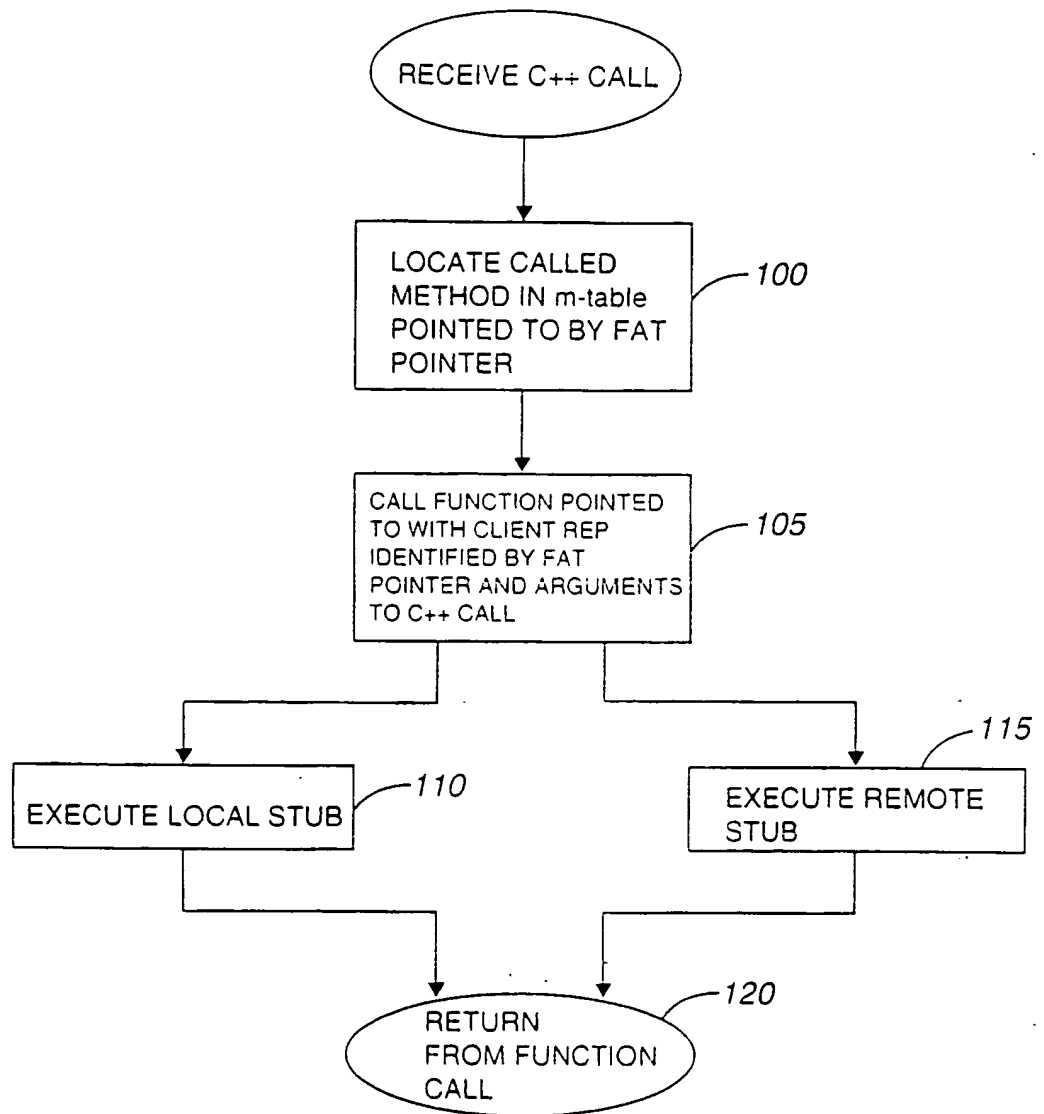 RECEIVE C++ CALL
LOCATE CALLED
METHOD IN m-table
POINTED TO BY FAT
POINTER
100
CALL FUNCTION POINTED
TO WITH CLIENT REP
IDENTIFIED BY FAT
POINTER AND ARGUMENTS
TO C++ CALL
105
EXECUTE LOCAL STUB
110
EXECUTE REMOTE
STUB
115
RETURN
FROM FUNCTION
CALL
120